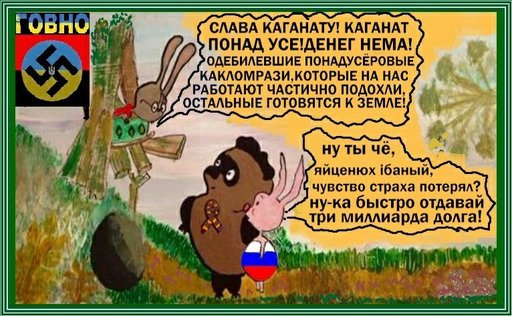 ГОВНО
СЛАВА КАГАНАТУ! КАГАНАТ
ПОНАД УСЕ!ДЕНЕГ НЕМА!
ОДЕБИЛЕВШИЕ ПОНАДУСЁРОВЫЕ
КАКЛОМРАЗИ,КОТОРЫЕ НА НАС
РАБОТАЮТ ЧАСТИЧНО ПОДОХЛИ,
ОСТАЛЬНЫЕ ГОТОВЯТСЯ К ЗЕМЛЕ!
ну ты чё,
яйценюх iбаный,
чувство страха потерял?
ну-ка быстро отдавай
три миллиарда долга!